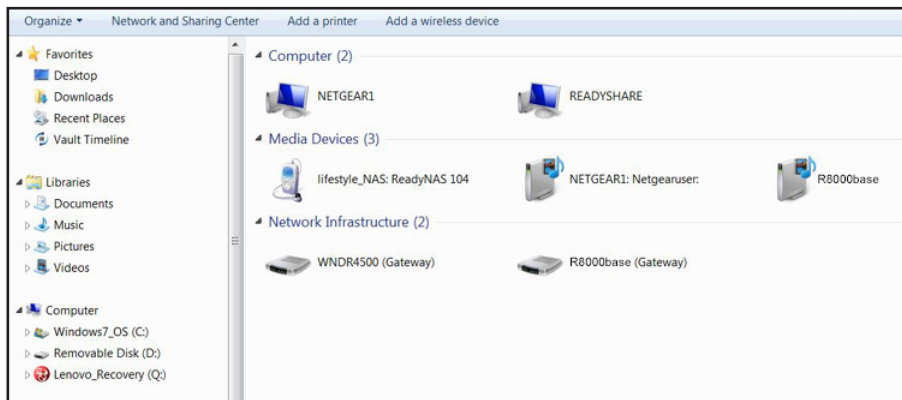 Organize Network and Sharing Center Add a printer Add a wireless device
Favorites
Desktop
Downloads
Recent Places
Vault Timeline
Libraries
Documents
Music
Pictures
Videos
Computer
Windows7_OS (C:)
Removable Disk (D:)
Lenovo_Recovery (Q:)
Computer (2)
NETGEAR1 READYSHARE
Media Devices (3)
lifestyle_NAS: ReadyNAS 104 NETGEAR1: Netgearuser: R8000base
Network Infrastructure (2)
WNDR4500 (Gateway) R8000base (Gateway)